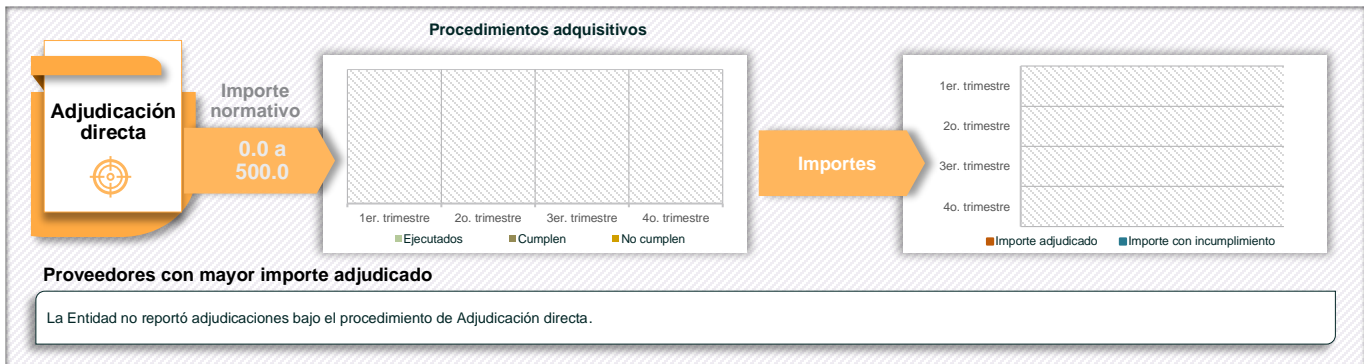 Procedimientos adquisitivos
Adjudicación
directa
Importe
normativo
0.0 a
500.0
1er. trimestre
2o. trimestre
3er. trimestre
4o. trimestre
Ejecutados
Cumplen
No cumplen
Importes
1er. trimestre
2o. trimestre
3er. trimestre
4o. trimestre
Importe adjudicado
Importe con incumplimiento
Proveedores con mayor importe adjudicado
La Entidad no reportó adjudicaciones bajo el procedimiento de Adjudicación directa.